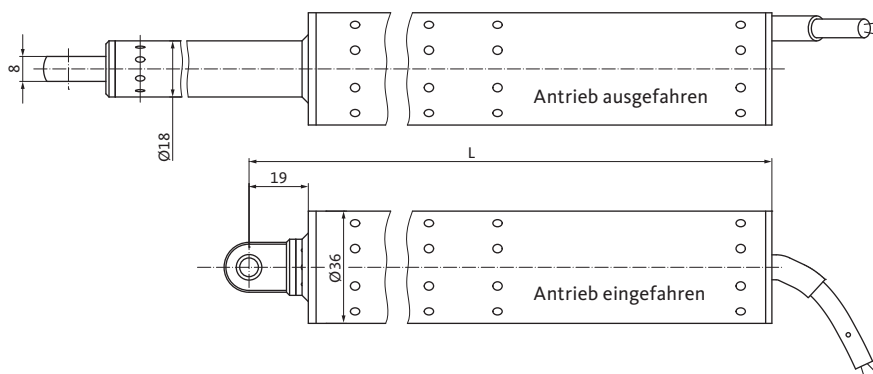 8
Ø18
Antrieb ausgefahren
L
19
Ø36
Antrieb eingefahren